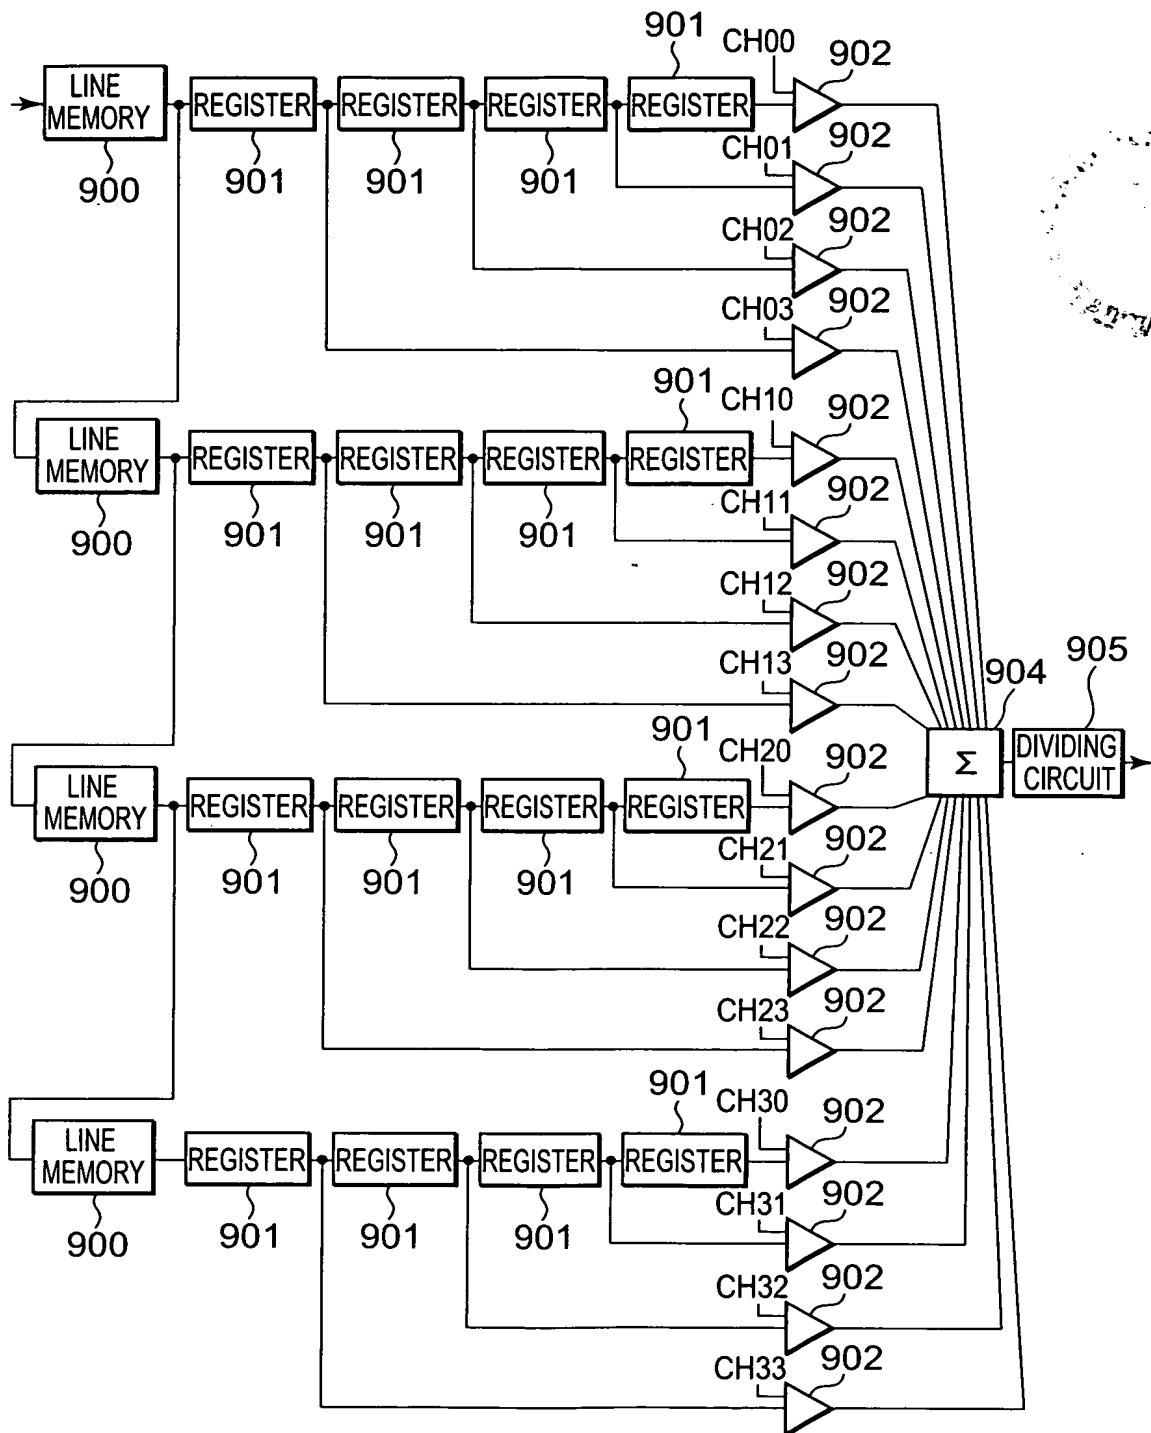 901
CH00
902
LINE MEMORY
REGISTER
REGISTER
REGISTER
REGISTER
900
901
901
901
CH01
902
CH02
902
CH03
902
901
CH10
902
LINE MEMORY
REGISTER
REGISTER
REGISTER
REGISTER
900
901
901
901
CH11
902
CH12
902
CH13
902
904
905
Σ
DIVIDING CIRCUIT
901
CH20
902
LINE MEMORY
REGISTER
REGISTER
REGISTER
REGISTER
900
901
901
901
CH21
902
CH22
902
CH23
902
901
CH30
902
LINE MEMORY
REGISTER
REGISTER
REGISTER
REGISTER
900
901
901
901
CH31
902
CH32
902
CH33
902